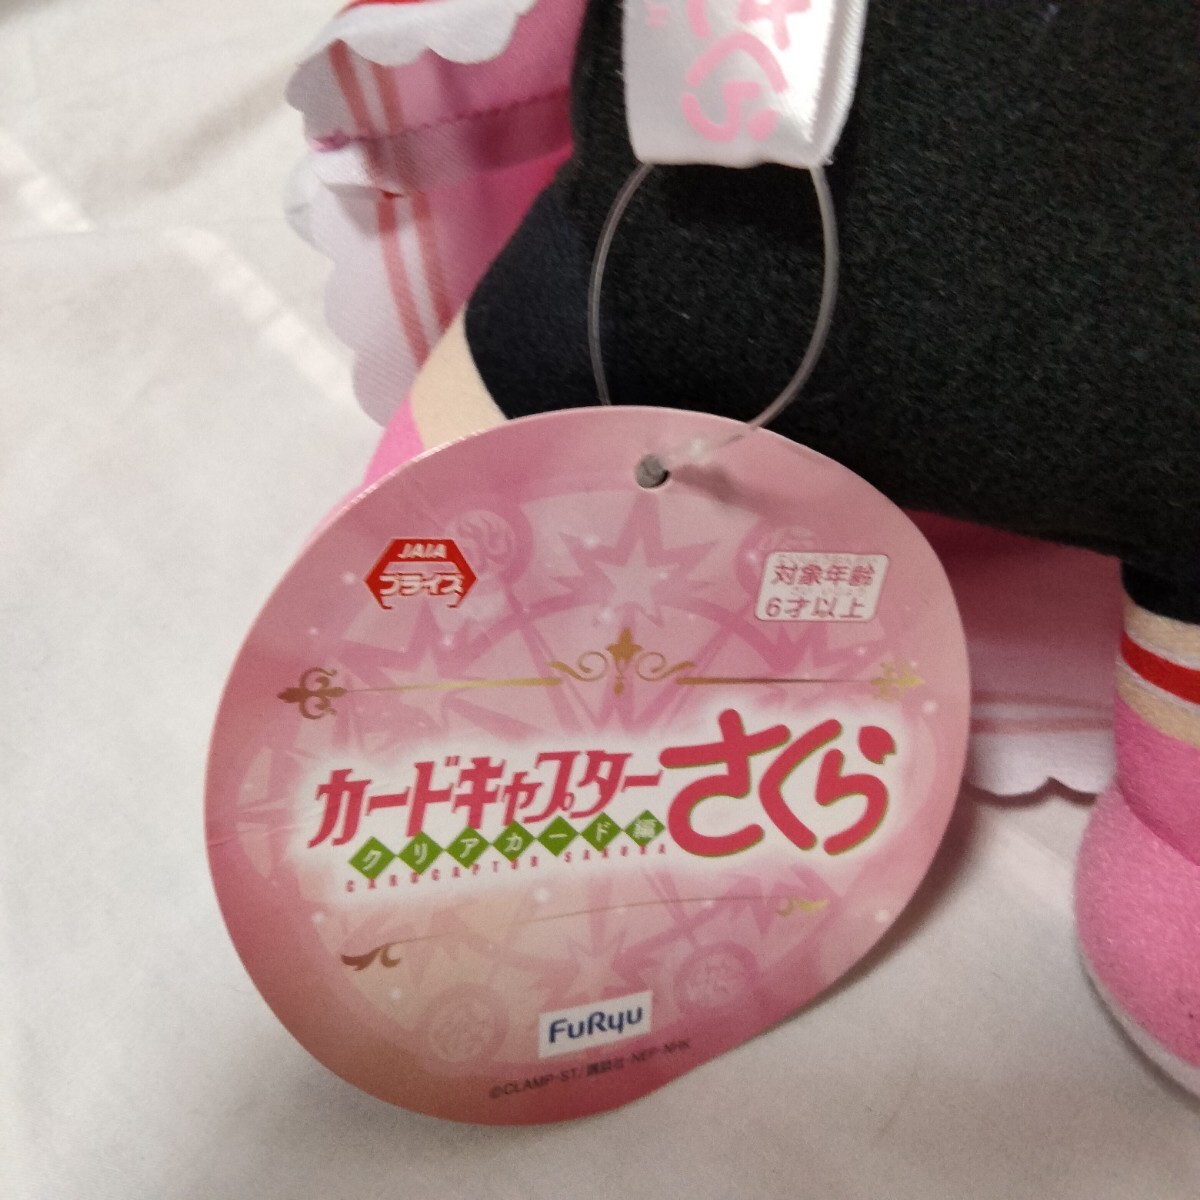 さくら
JAIA
プライズ
対象年齢
6才以上
カードキャプターさくら
クリアカード編
CARDCAPTOR SAKURA
FuRyu
©CLAMP・ST/講談社・NEP・NHK